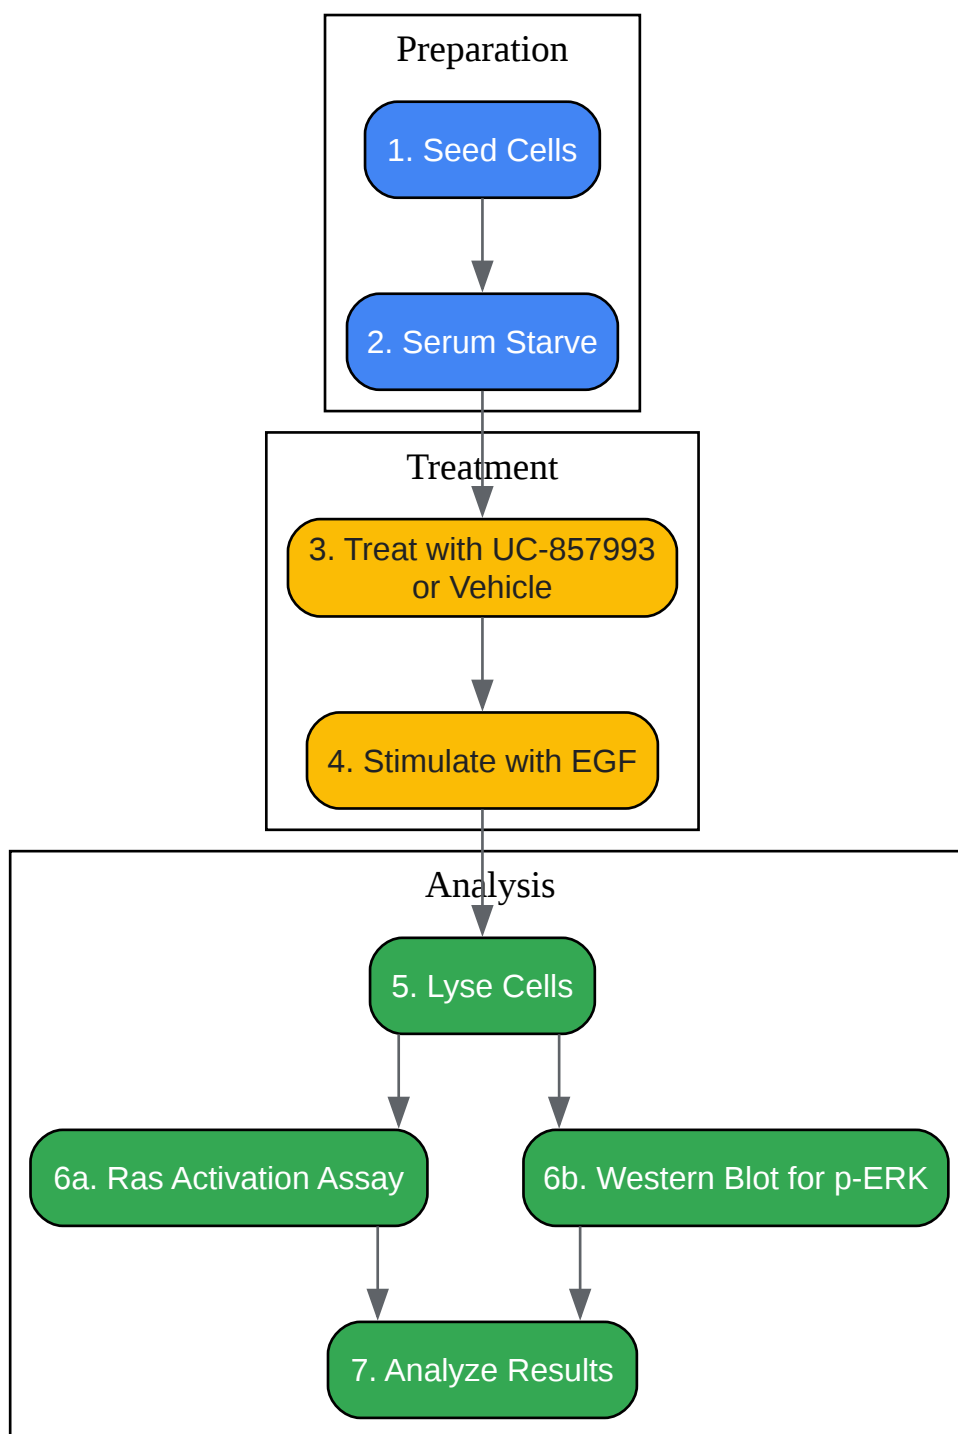 Preparation
1. Seed Cells
2. Serum Starve
Treatment
3. Treat with UC-857993
or Vehicle
4. Stimulate with EGF
Analysis
5. Lyse Cells
6a. Ras Activation Assay
6b. Western Blot for p-ERK
7. Analyze Results